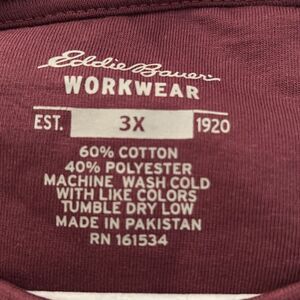 Eddie Bauer
WORKWEAR
EST. 3X 1920
60% COTTON
40% POLYESTER
MACHINE WASH COLD
WITH LIKE COLORS
TUMBLE DRY LOW
MADE IN PAKISTAN
RN 161534